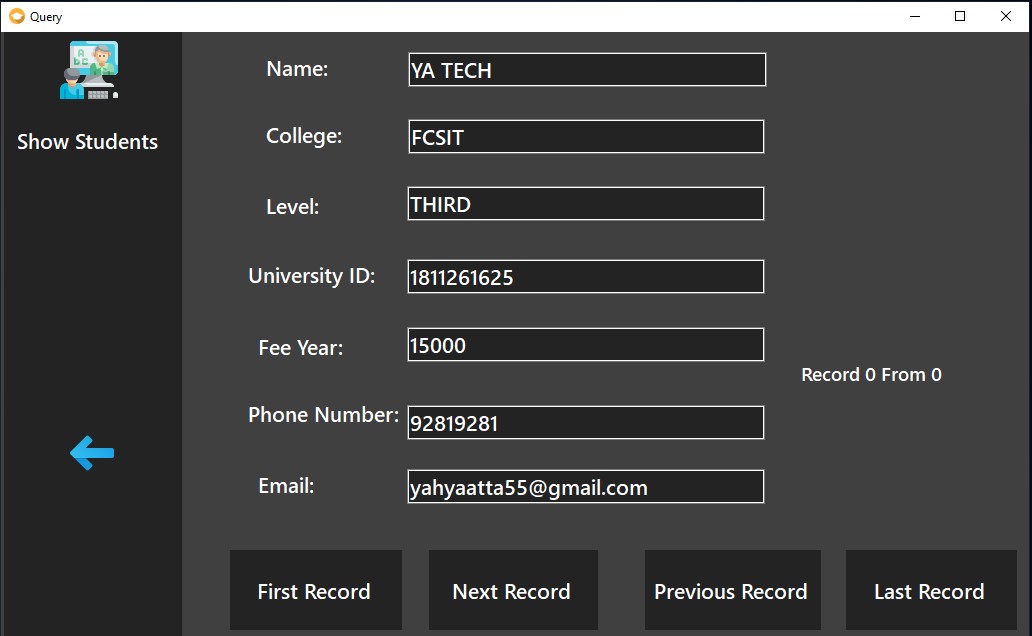 Query
Show Students
Name: YA TECH
College: FCSIT
Level: THIRD
University ID: 1811261625
Fee Year: 15000
Record 0 From 0
Phone Number: 92819281
Email: yahyaatta55@gmail.com
First Record Next Record Previous Record Last Record